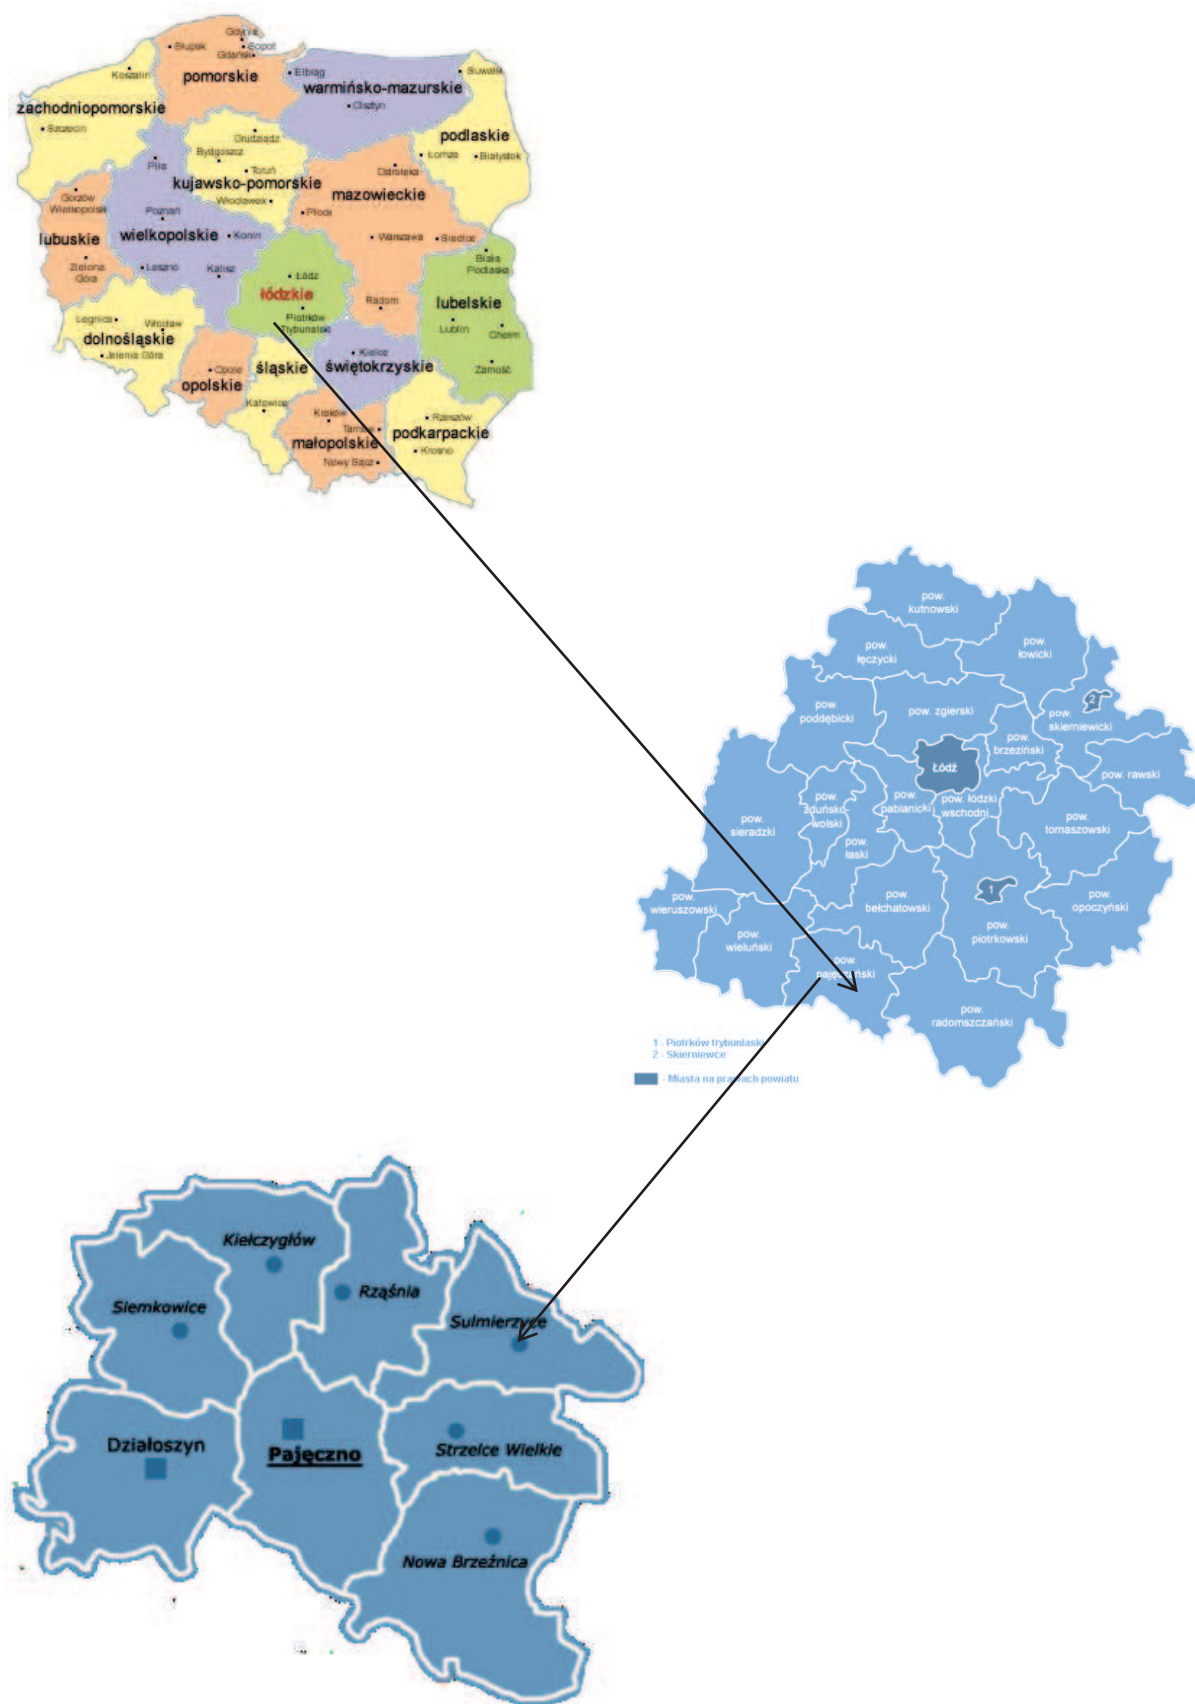 Gdynia
Słupsk
Sopot
Gdańsk
Koszalin
pomorskie
Elbląg
Suwałki
warmińsko-mazurskie
zachodniopomorskie
Olsztyn
Szczecin
Grudziądz
podlaskie
Bydgoszcz
Łomża
Białystok
Piła
Toruń
Ostrołęka
kujawsko-pomorskie
mazowieckie
Gorzów
Wielkopolski
Włocławek
Poznań
Płock
lubuskie
wielkopolskie
Konin
Warszawa
Siedlce
Biała
Podlaska
Zielona
Góra
Leszno
Kalisz
Łódź
łódzkie
Radom
lubelskie
Legnica
Wrocław
Piotrków
Trybunalski
Lublin
Chełm
dolnośląskie
Jelenia Góra
Kielce
Opole
śląskie
świętokrzyskie
Zamość
opolskie
Katowice
Kraków
Tarnów
Rzeszów
małopolskie
podkarpackie
Nowy Sącz
Krosno
pow.
kutnowski
pow.
łęczycki
pow.
łowicki
pow.
poddębicki
pow. zgierski
2
pow.
skierniewicki
pow.
brzeziński
Łódź
pow. rawski
pow.
zduńsko-
wolski
pow.
pabianicki
pow. łódzki
wschodni
pow.
sieradzki
pow.
tomaszowski
pow.
łaski
pow.
wieruszowski
pow.
bełchatowski
1
pow.
opoczyński
pow.
wieluński
pow.
piotrkowski
pow.
pajęczański
pow.
radomszczański
1 - Piotrków trybunlaski
2 - Skierniewce
- Miasta na prawach powiatu
Kiełczygłów
Rząśnia
Siemkowice
Sulmierzyce
Działoszyn
Pajęczno
Strzelce Wielkie
Nowa Brzeźnica